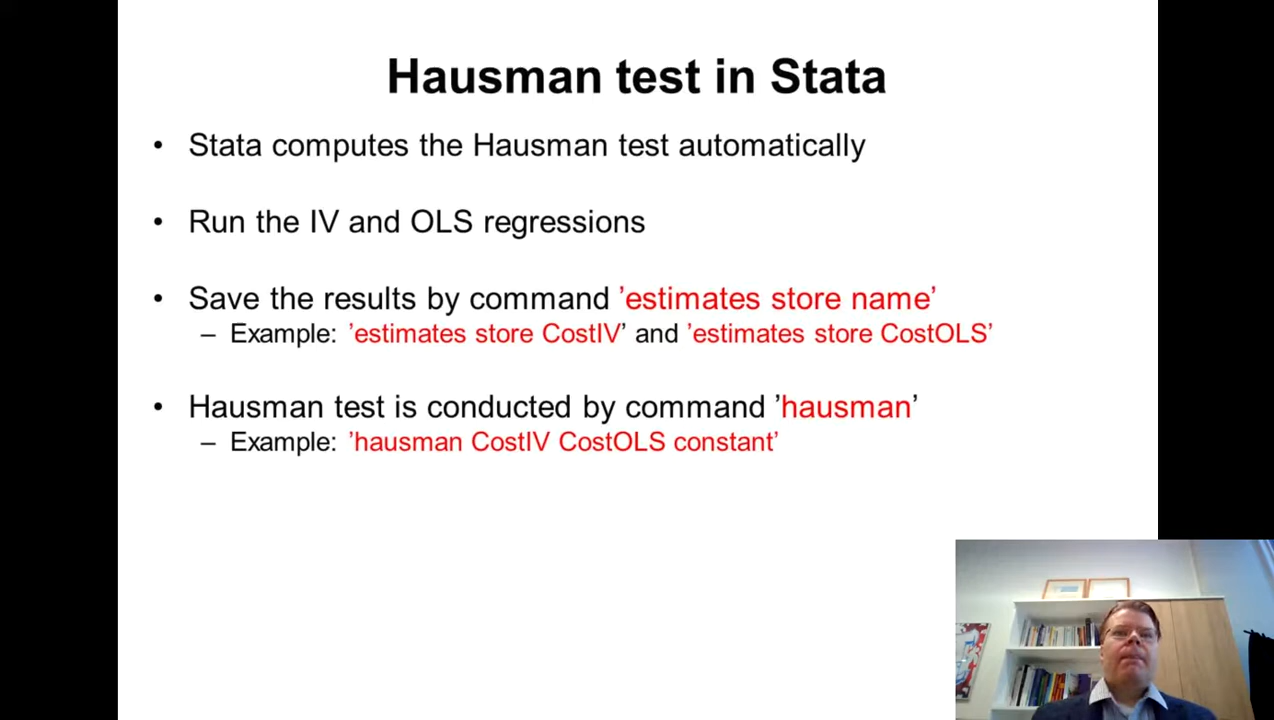 Hausman test in Stata
• Stata computes the Hausman test automatically
• Run the IV and OLS regressions
• Save the results by command ’estimates store name’
– Example: ’estimates store CostIV’ and ’estimates store CostOLS’
• Hausman test is conducted by command ’hausman’
– Example: ’hausman CostIV CostOLS constant’